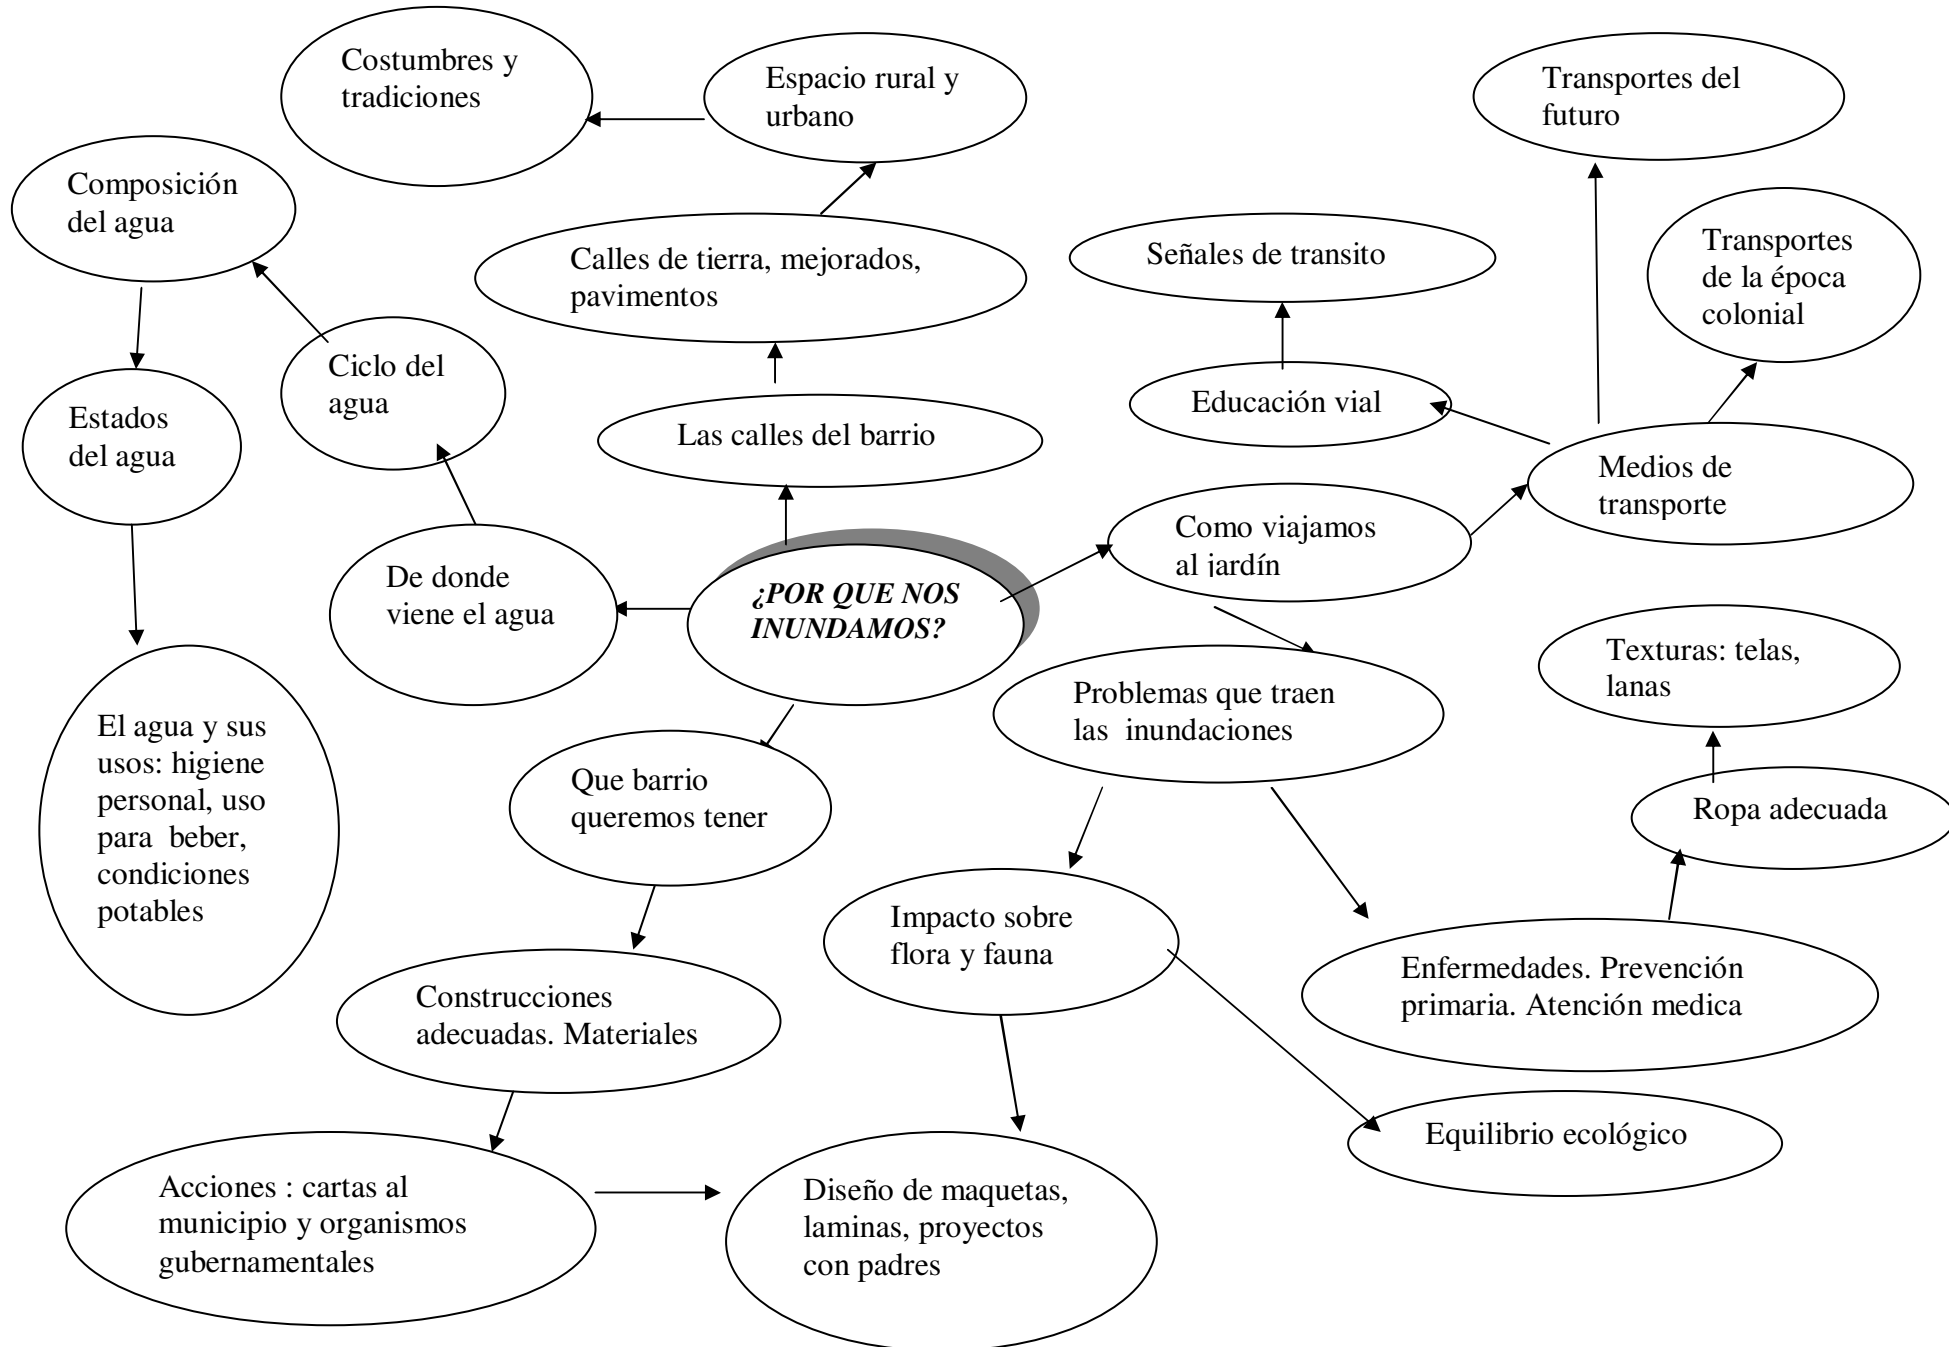 Costumbres y
tradiciones
Espacio rural y
urbano
Transportes del
futuro
Composición
del agua
Calles de tierra, mejorados,
pavimentos
Señales de transito
Transportes
de la época
colonial
Ciclo del
agua
Educación vial
Estados
del agua
Las calles del barrio
Medios de
transporte
De donde
viene el agua
¿POR QUE NOS
INUNDAMOS?
Como viajamos
al jardín
Problemas que traen
las  inundaciones
Texturas: telas,
lanas
El agua y sus
usos: higiene
personal, uso
para  beber,
condiciones
potables
Que barrio
queremos tener
Ropa adecuada
Impacto sobre
flora y fauna
Enfermedades. Prevención
primaria. Atención medica
Construcciones
adecuadas. Materiales
Equilibrio ecológico
Acciones : cartas al
municipio y organismos
gubernamentales
Diseño de maquetas,
laminas, proyectos
con padres